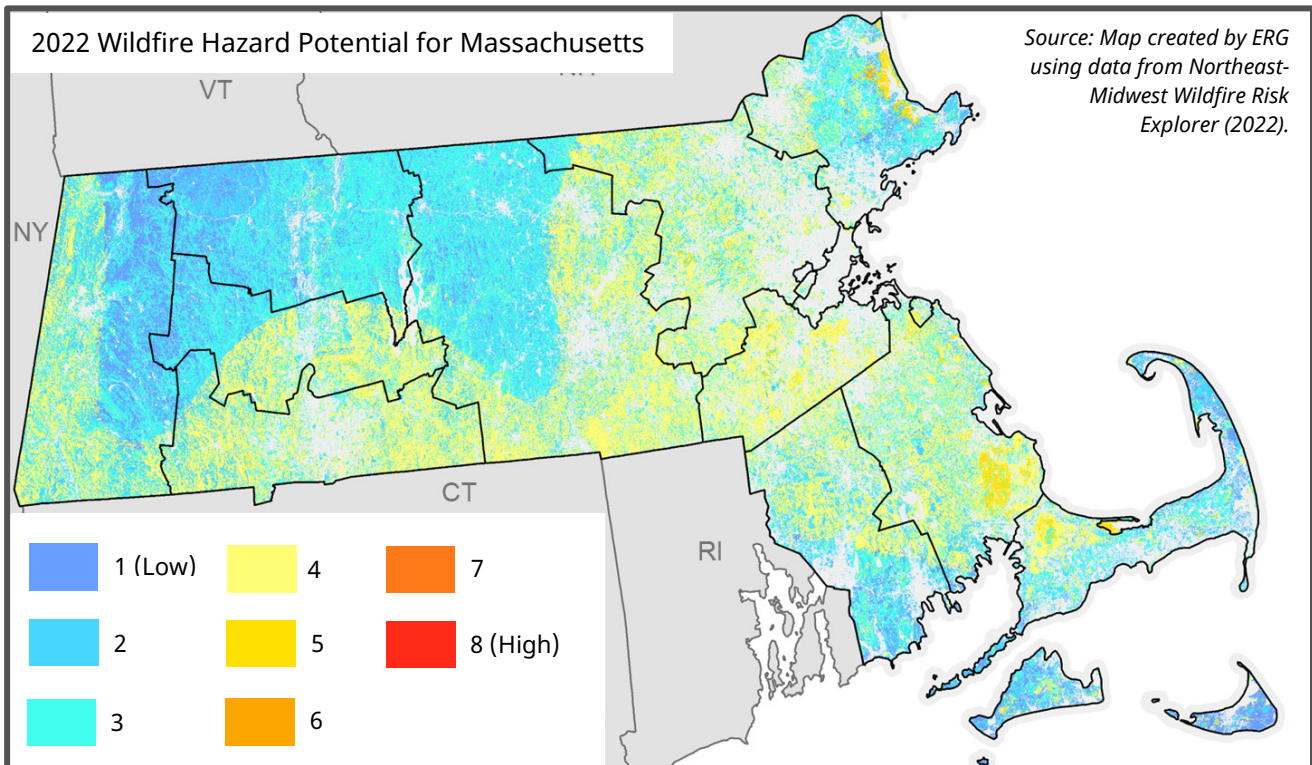 2022 Wildfire Hazard Potential for Massachusetts
Source: Map created by ERG
using data from Northeast-
Midwest Wildfire Risk
Explorer (2022).
VT
NY
CT
RI
1 (Low)
2
3
4
5
6
7
8 (High)